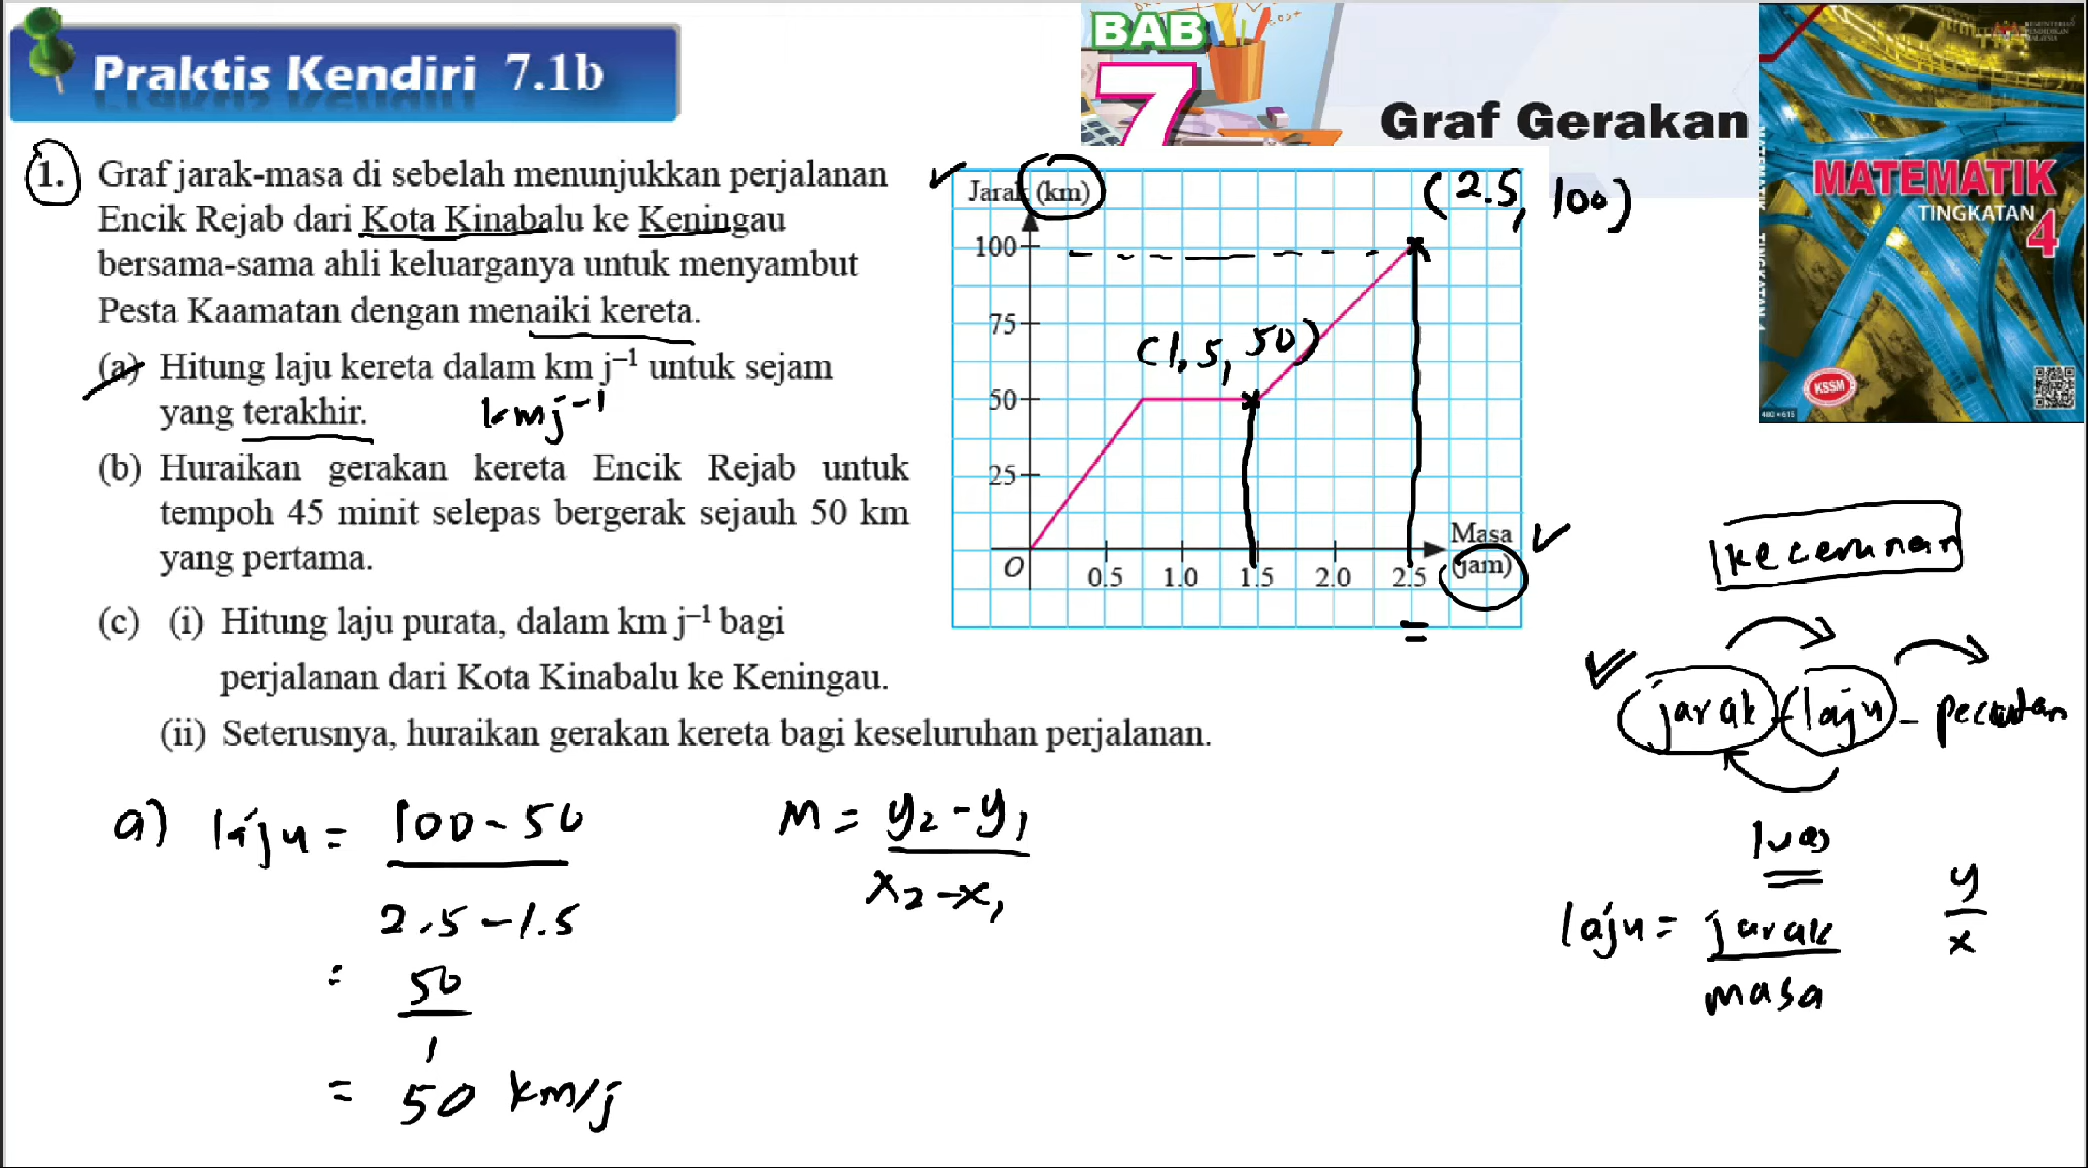 Praktis Kendiri 7.1b
BAB
7
Graf Gerakan
MATEMATIK
TINGKATAN 4
KSSM
1. Graf jarak-masa di sebelah menunjukkan perjalanan
Encik Rejab dari Kota Kinabalu ke Keningau
bersama-sama ahli keluarganya untuk menyambut
Pesta Kaamatan dengan menaiki kereta.
(a) Hitung laju kereta dalam km j⁻¹ untuk sejam
yang terakhir.
kmj⁻¹
(b) Huraikan gerakan kereta Encik Rejab untuk
tempoh 45 minit selepas bergerak sejauh 50 km
yang pertama.
(c) (i) Hitung laju purata, dalam km j⁻¹ bagi
perjalanan dari Kota Kinabalu ke Keningau.
(ii) Seterusnya, huraikan gerakan kereta bagi keseluruhan perjalanan.
Jarak (km)
(2.5, 100)
100
75
(1.5, 50)
50
25
Masa
(jam)
O 0.5 1.0 1.5 2.0 2.5
kecerunan
jarak - laju - pecutan
luas
laju = jarak
masa
y
x
a) laju = 100 - 50
2.5 - 1.5
= 50
1
= 50 km/j
M = y₂ - y₁
x₂ - x₁